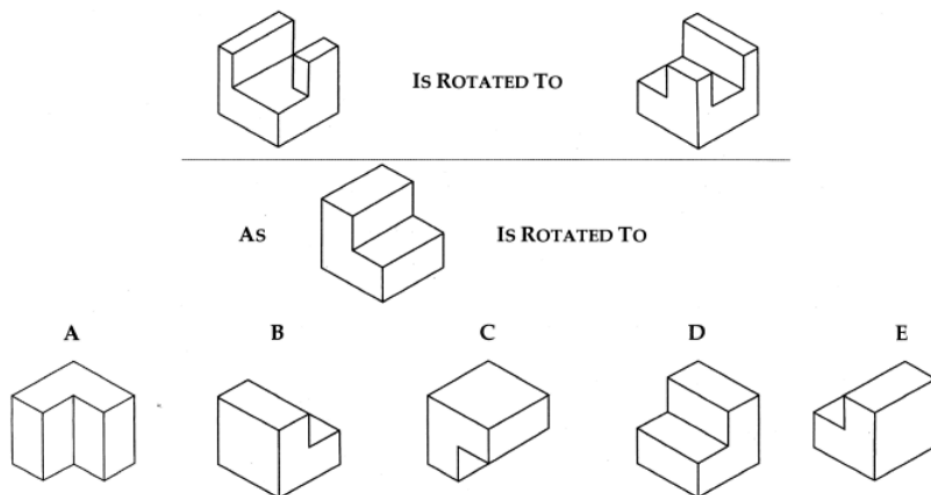 IS ROTATED TO
AS IS ROTATED TO
A B C D E